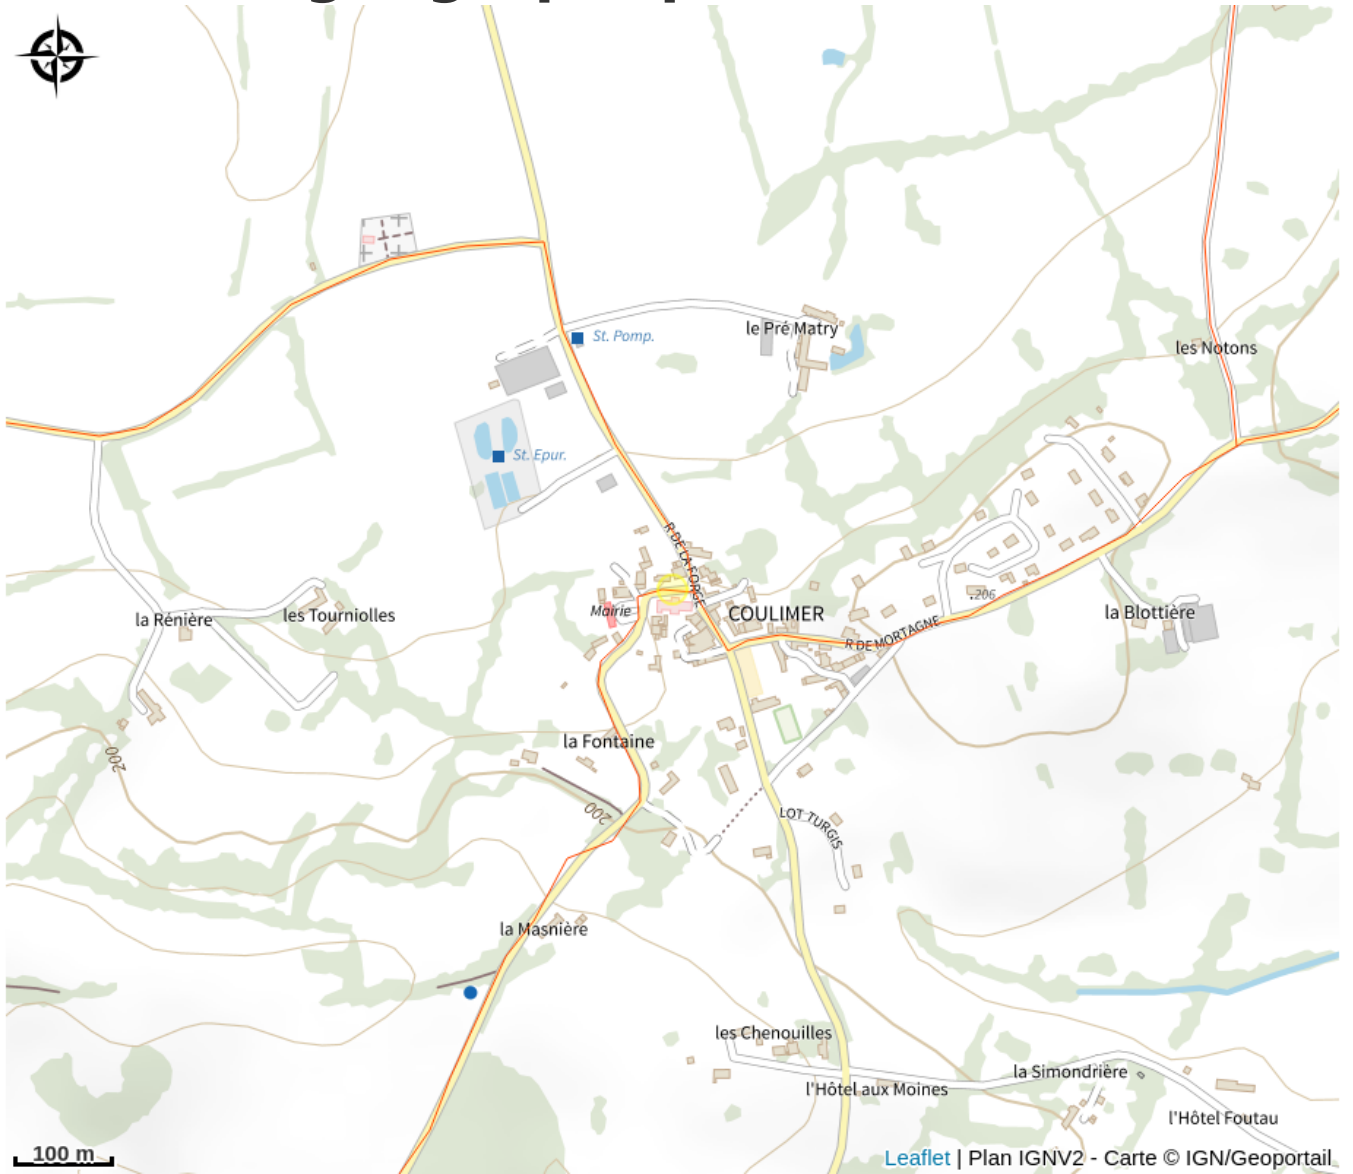 St. Pomp.
le Pré Matry
les Notons
St. Epur.
R DE LA FORGE
206
Mairie
COULIMER
la Blottière
la Rénière
les Tourniolles
R DE MORTAGNE
la Fontaine
200
200
LOT TURGIS
la Masnière
les Chenouilles
la Simondrière
l'Hôtel aux Moines
l'Hôtel Foutau
100 m
Leaflet | Plan IGNV2 - Carte © IGN/Geoportail